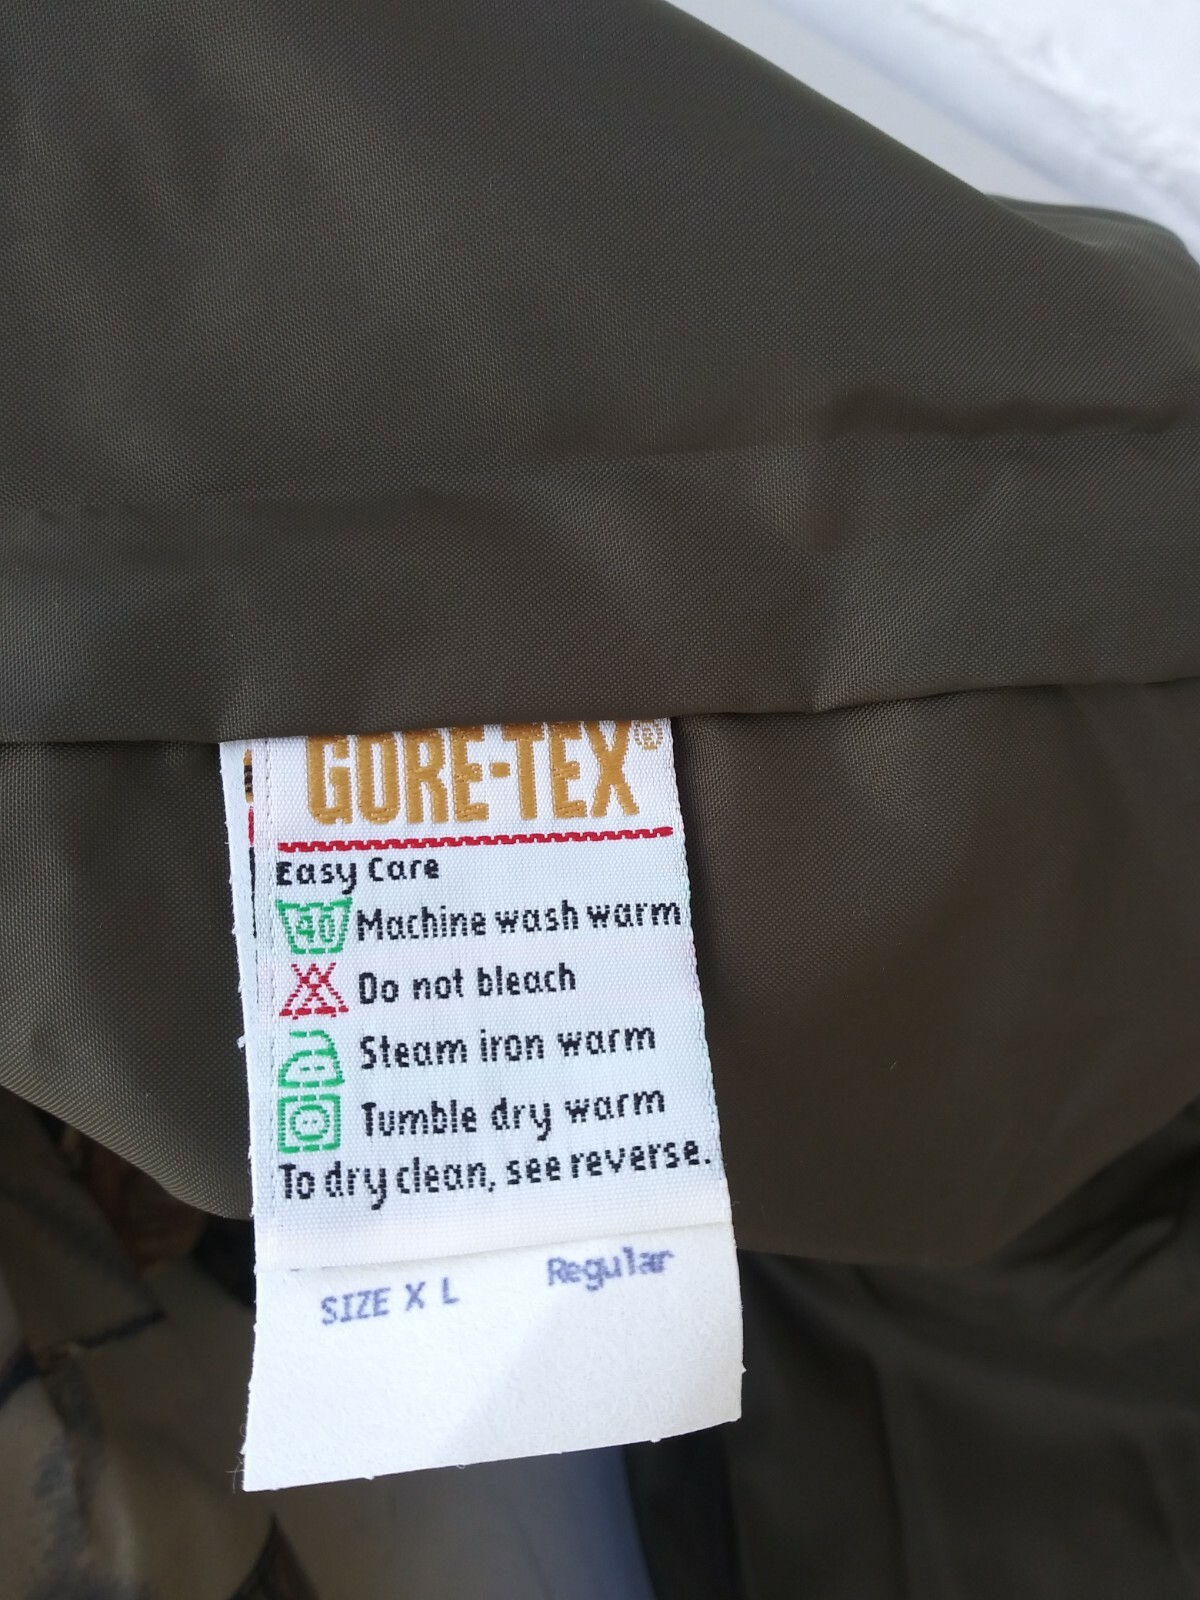 GORE-TEX®
Easy Care
40 Machine wash warm
Do not bleach
Steam iron warm
Tumble dry warm
To dry clean, see reverse.
SIZE X L Regular